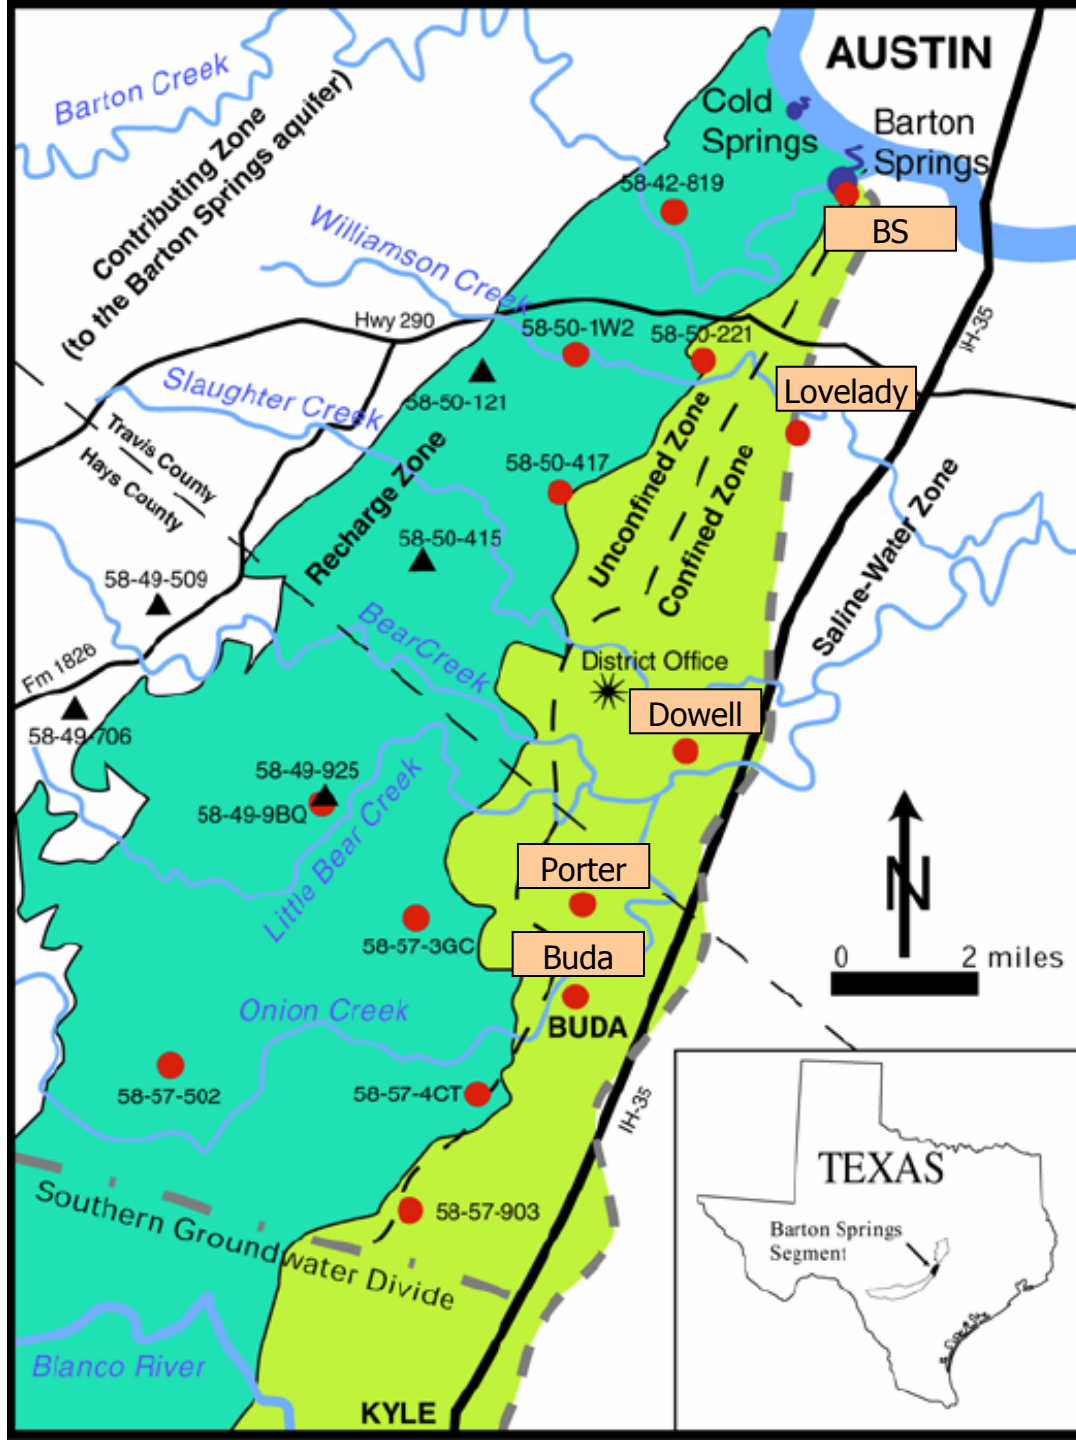 AUSTIN
Barton Creek
Cold
Springs
Barton
Springs
Contributing Zone
(to the Barton Springs aquifer)
58-42-819
BS
Williamson Creek
Hwy 290
58-50-1W2
58-50-221
IH-35
Slaughter Creek
58-50-121
Lovelady
Travis County
Hays County
Recharge Zone
58-50-417
Unconfined Zone
Confined Zone
Saline-Water Zone
58-50-415
58-49-509
BearCreek
Fm 1826
District Office
Dowell
58-49-706
58-49-925
58-49-9BQ
Little Bear Creek
Porter
N
58-57-3GC
Buda
0 2 miles
Onion Creek
BUDA
58-57-502
58-57-4CT
IH-35
TEXAS
Southern Groundwater Divide
58-57-903
Barton Springs
Segment
Blanco River
KYLE